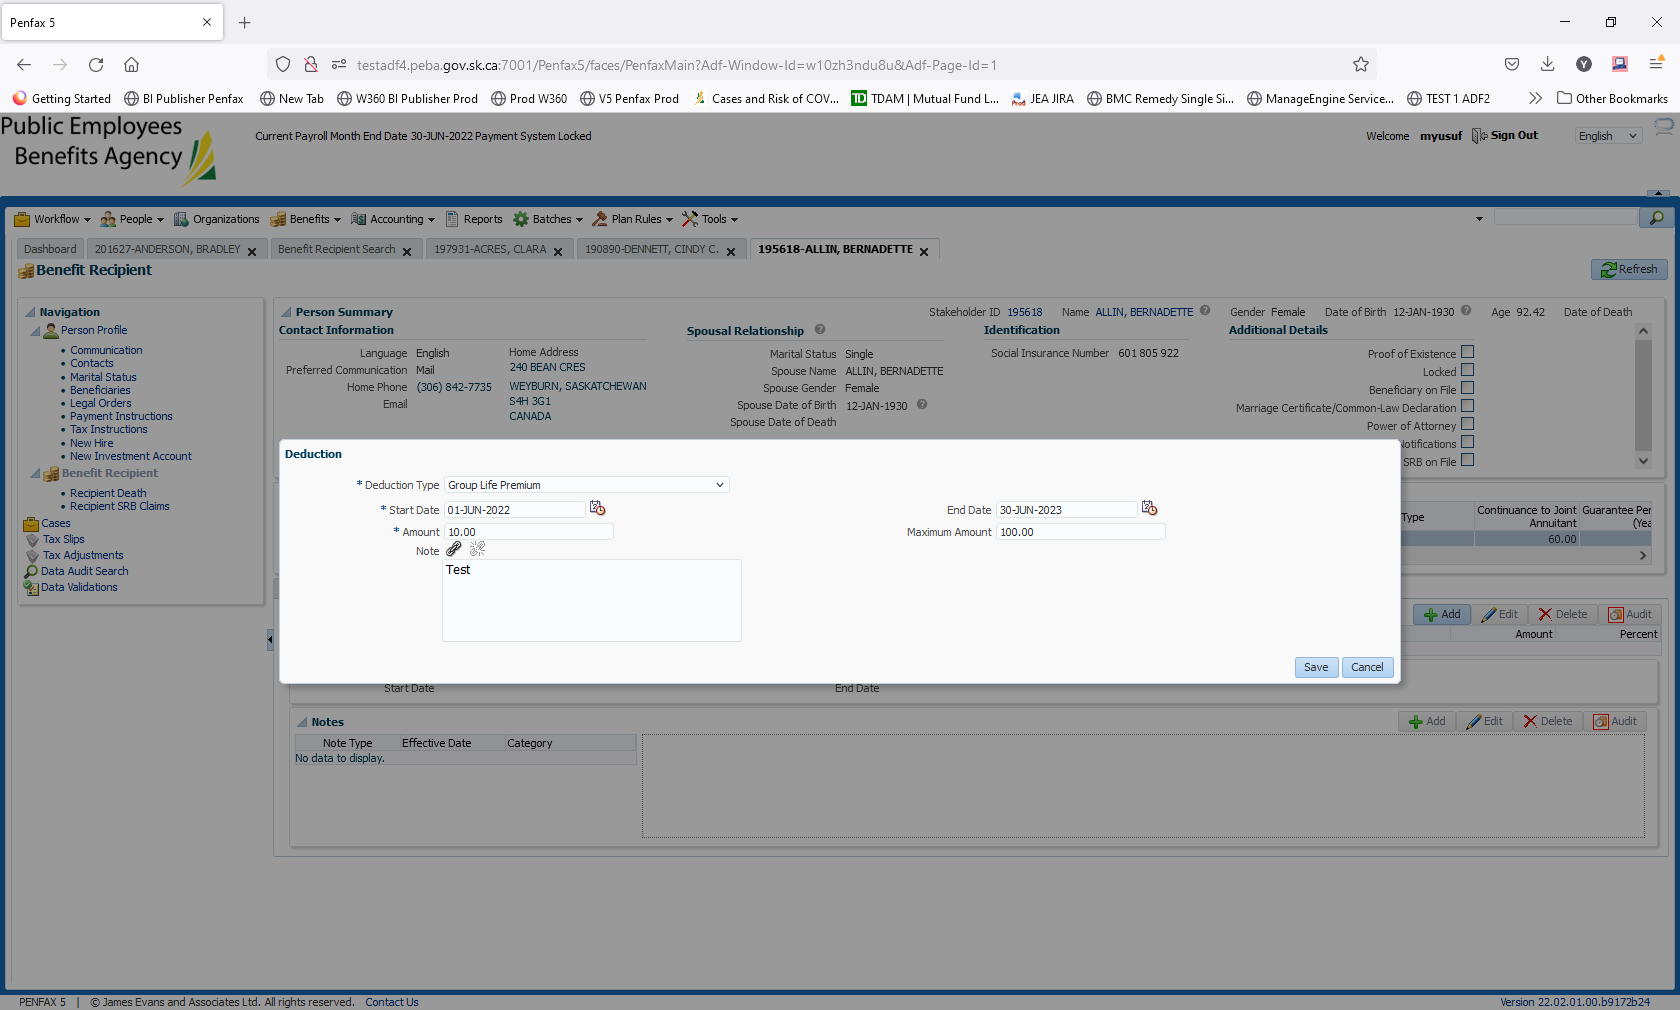 Penfax 5
testadf4.peba.gov.sk.ca:7001/Penfax5/faces/PenfaxMain?Adf-Window-Id=w10zh3ndu8u&Adf-Page-Id=1
Y
Getting Started BI Publisher Penfax New Tab W360 BI Publisher Prod Prod W360 V5 Penfax Prod Cases and Risk of COV... TD TDAM | Mutual Fund L... JEA JIRA BMC Remedy Single Si... ManageEngine Service... TEST 1 ADF2 Other Bookmarks
Public Employees
Benefits Agency
Current Payroll Month End Date 30-JUN-2022 Payment System Locked
Welcome myusuf Sign Out English
Workflow People Organizations Benefits Accounting Reports Batches Plan Rules Tools
Dashboard 201627-ANDERSON, BRADLEY Benefit Recipient Search 197931-ACRES, CLARA 190890-DENNETT, CINDY C. 195618-ALLIN, BERNADETTE
Benefit Recipient
Refresh
Navigation
Person Profile
Communication
Contacts
Marital Status
Beneficiaries
Legal Orders
Payment Instructions
Tax Instructions
New Hire
New Investment Account
Benefit Recipient
Recipient Death
Recipient SRB Claims
Cases
Tax Slips
Tax Adjustments
Data Audit Search
Data Validations
Person Summary
Stakeholder ID 195618 Name ALLIN, BERNADETTE Gender Female Date of Birth 12-JAN-1930 Age 92.42 Date of Death
Contact Information
Language English
Preferred Communication Mail
Home Phone (306) 842-7735
Email
Home Address
240 BEAN CRES
WEYBURN, SASKATCHEWAN
S4H 3G1
CANADA
Spousal Relationship
Marital Status Single
Spouse Name ALLIN, BERNADETTE
Spouse Gender Female
Spouse Date of Birth 12-JAN-1930
Spouse Date of Death
Identification
Social Insurance Number 601 805 922
Additional Details
Proof of Existence
Locked
Beneficiary on File
Marriage Certificate/Common-Law Declaration
Power of Attorney
Notifications
SRB on File
Deduction
* Deduction Type Group Life Premium
* Start Date 01-JUN-2022 End Date 30-JUN-2023
* Amount 10.00 Maximum Amount 100.00
Note
Test
Save Cancel
Type Continuance to Joint Annuitant Guarantee Per (Yea
60.00
Add Edit Delete Audit
Amount Percent
Start Date End Date
Notes
Add Edit Delete Audit
Note Type Effective Date Category
No data to display.
PENFAX 5 | © James Evans and Associates Ltd. All rights reserved. Contact Us
Version 22.02.01.00.b9172b24